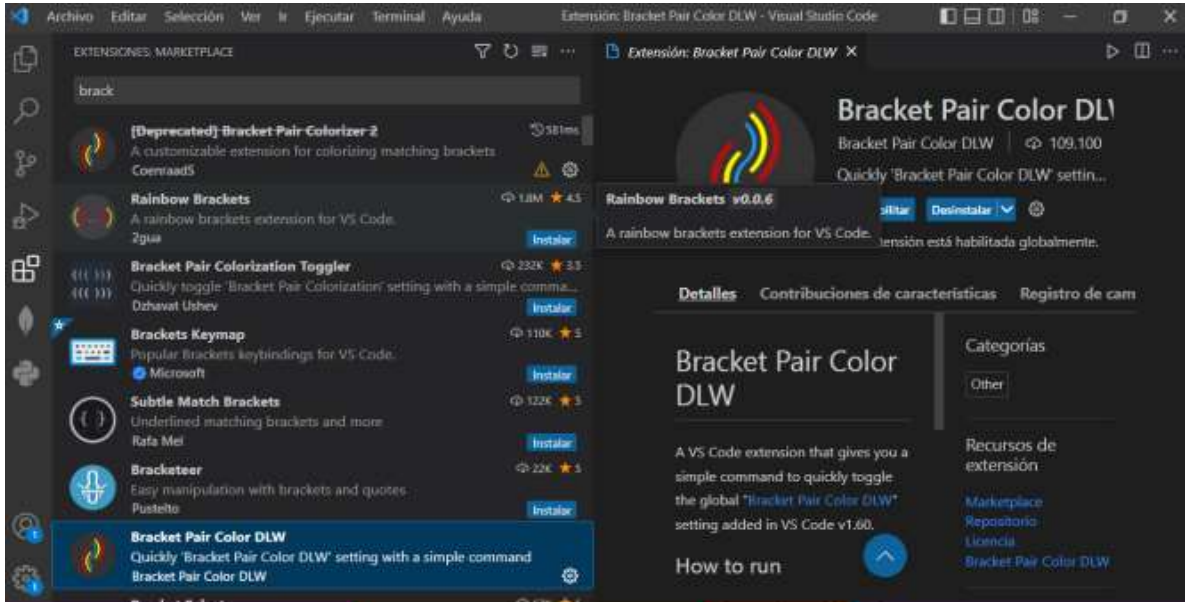 Archivo Editar Selección Ver Ir Ejecutar Terminal Ayuda
Extensión: Bracket Pair Color DLW - Visual Studio Code
EXTENSIONES: MARKETPLACE
brack
[Deprecated] Bracket Pair Colorizer 2 581ms
A customizable extension for colorizing matching brackets
CoenraadS
Rainbow Brackets 1.8M 4.5
A rainbow brackets extension for VS Code.
2gua Instalar
Bracket Pair Colorization Toggler 232K 3.5
Quickly toggle 'Bracket Pair Colorization' setting with a simple comma...
Dzhavat Ushev Instalar
Brackets Keymap 110K 5
Popular Brackets keybindings for VS Code.
Microsoft Instalar
Subtle Match Brackets 122K 5
Underlined matching brackets and more
Rafa Mel Instalar
Bracketeer 22K 5
Easy manipulation with brackets and quotes
Pustelto Instalar
Bracket Pair Color DLW
Quickly 'Bracket Pair Color DLW' setting with a simple command
Bracket Pair Color DLW
Extensión: Bracket Pair Color DLW
Bracket Pair Color DL
Bracket Pair Color DLW 109.100
Quickly 'Bracket Pair Color DLW' settin...
Desinstalar
ensión está habilitada globalmente.
Rainbow Brackets v0.0.6
A rainbow brackets extension for VS Code.
Detalles Contribuciones de características Registro de cam
Bracket Pair Color
DLW
A VS Code extension that gives you a
simple command to quickly toggle
the global "Bracket Pair Color DLW"
setting added in VS Code v1.60.
How to run
Categorías
Other
Recursos de
extensión
Marketplace
Repositorio
Licencia
Bracket Pair Color DLW